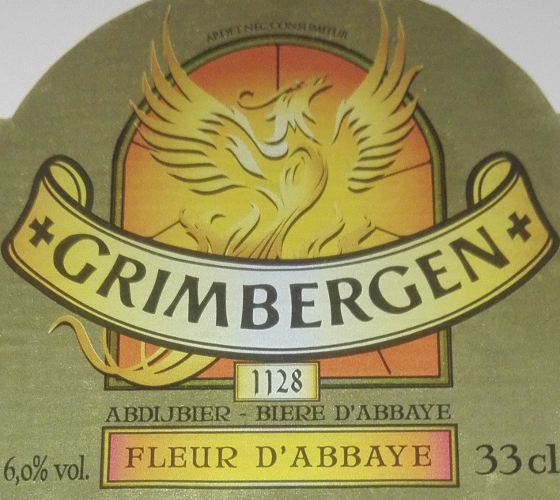 ARDET NEC CONSUMITUR
GRIMBERGEN
1128
ABDIJBIER - BIERE D'ABBAYE
6,0% vol.
FLEUR D'ABBAYE
33 cl